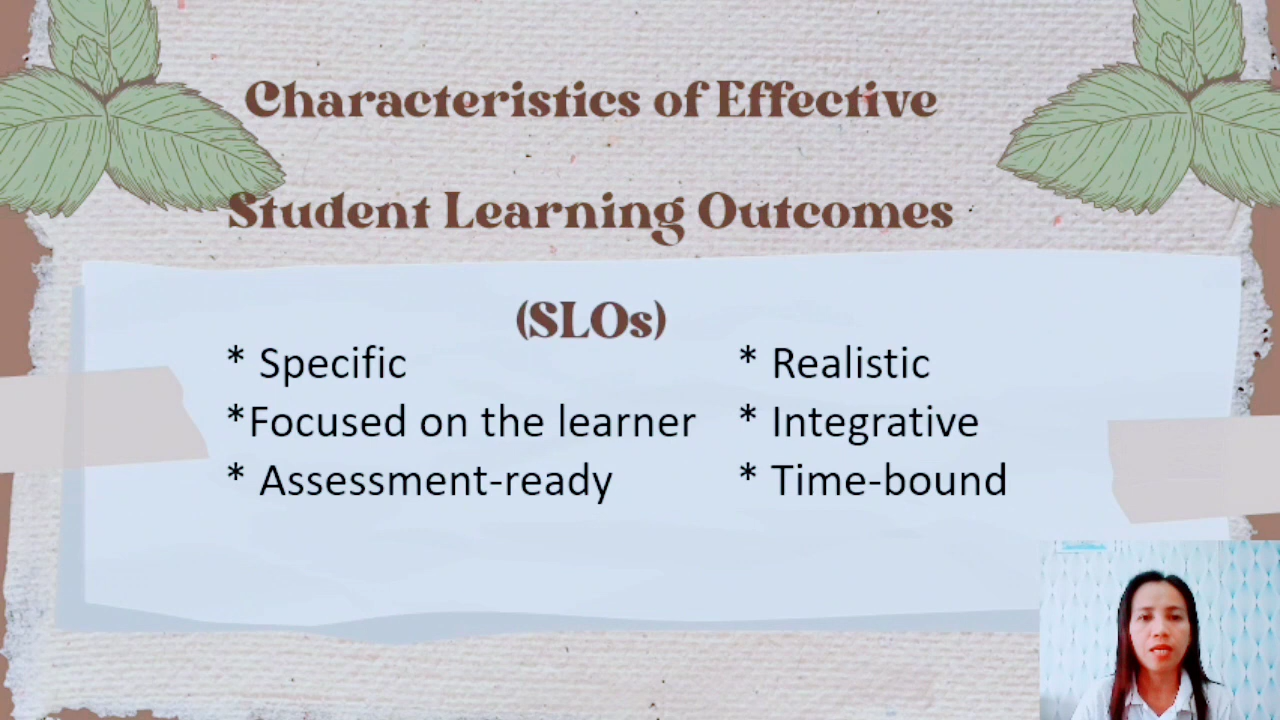 Characteristics of Effective
Student Learning Outcomes
(SLOs)
* Specific
*Focused on the learner
* Assessment-ready
* Realistic
* Integrative
* Time-bound